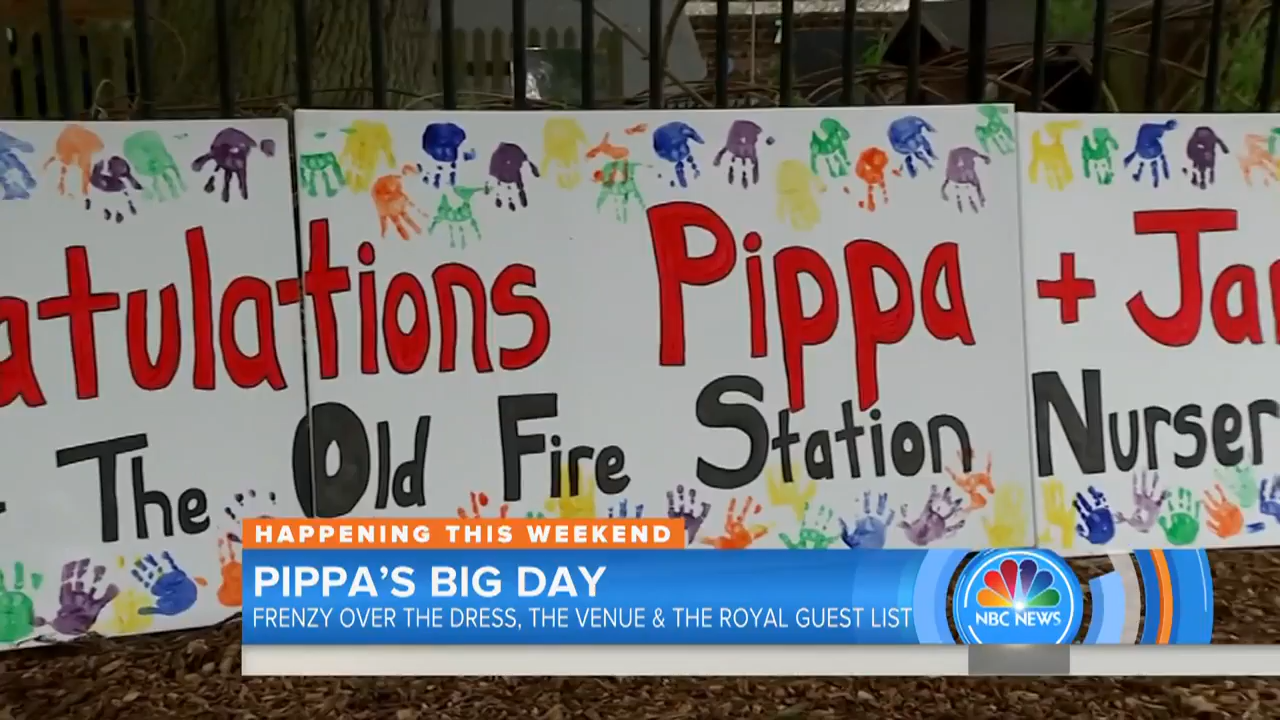 atulations Pippa + Ja
The Old Fire Station Nurser
HAPPENING THIS WEEKEND
PIPPA'S BIG DAY
FRENZY OVER THE DRESS, THE VENUE & THE ROYAL GUEST LIST
NBC NEWS